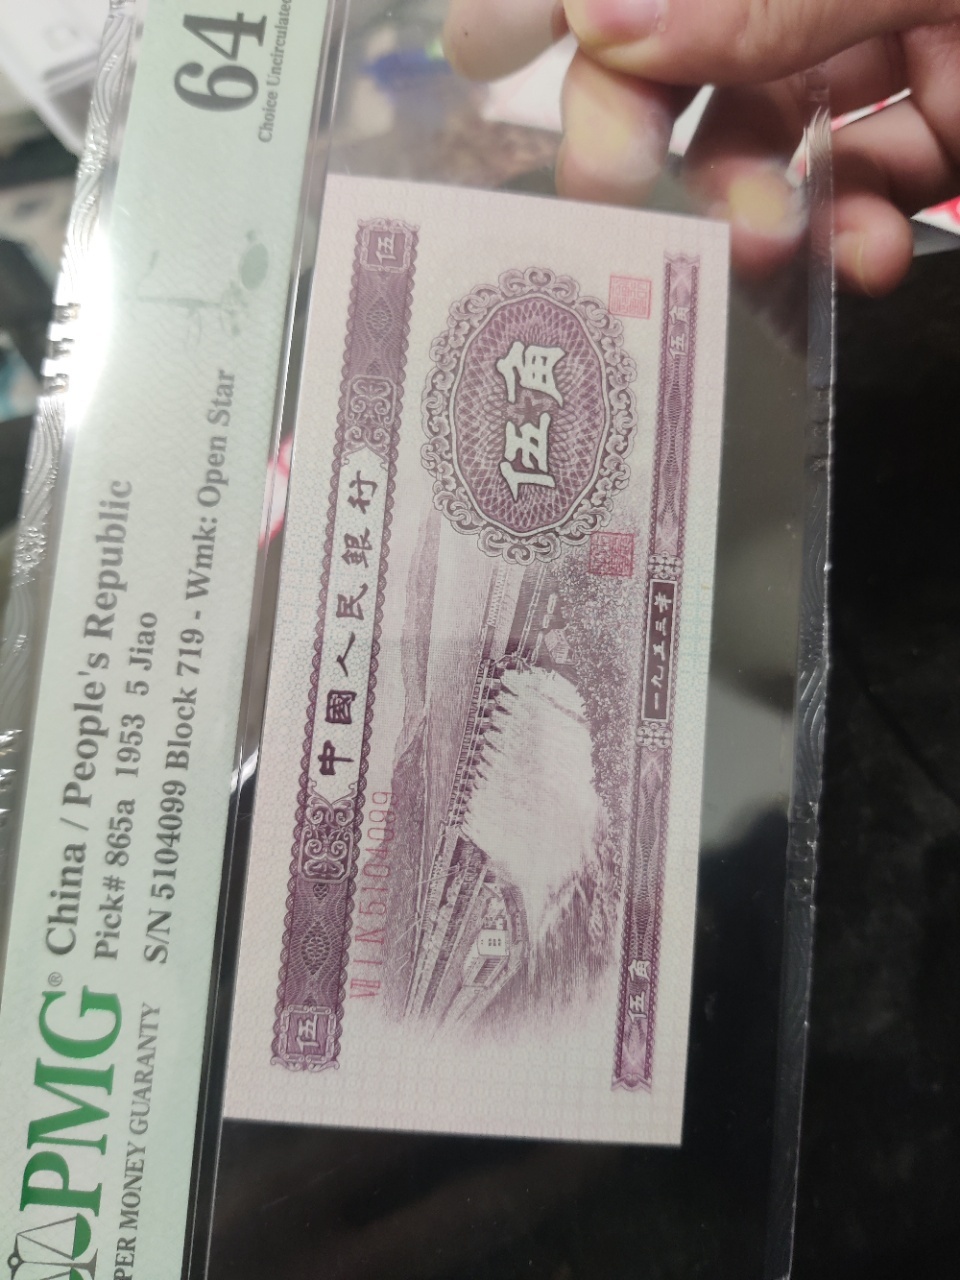 PMG®
PER MONEY GUARANTY
China / People's Republic
Pick# 865a 1953 5 Jiao
S/N 5104099 Block 719 - Wmk: Open Star
64
Choice Uncirculated
伍
中國人民銀行
伍
VII I IX 5104099
伍角
伍角
一九五三年
伍角